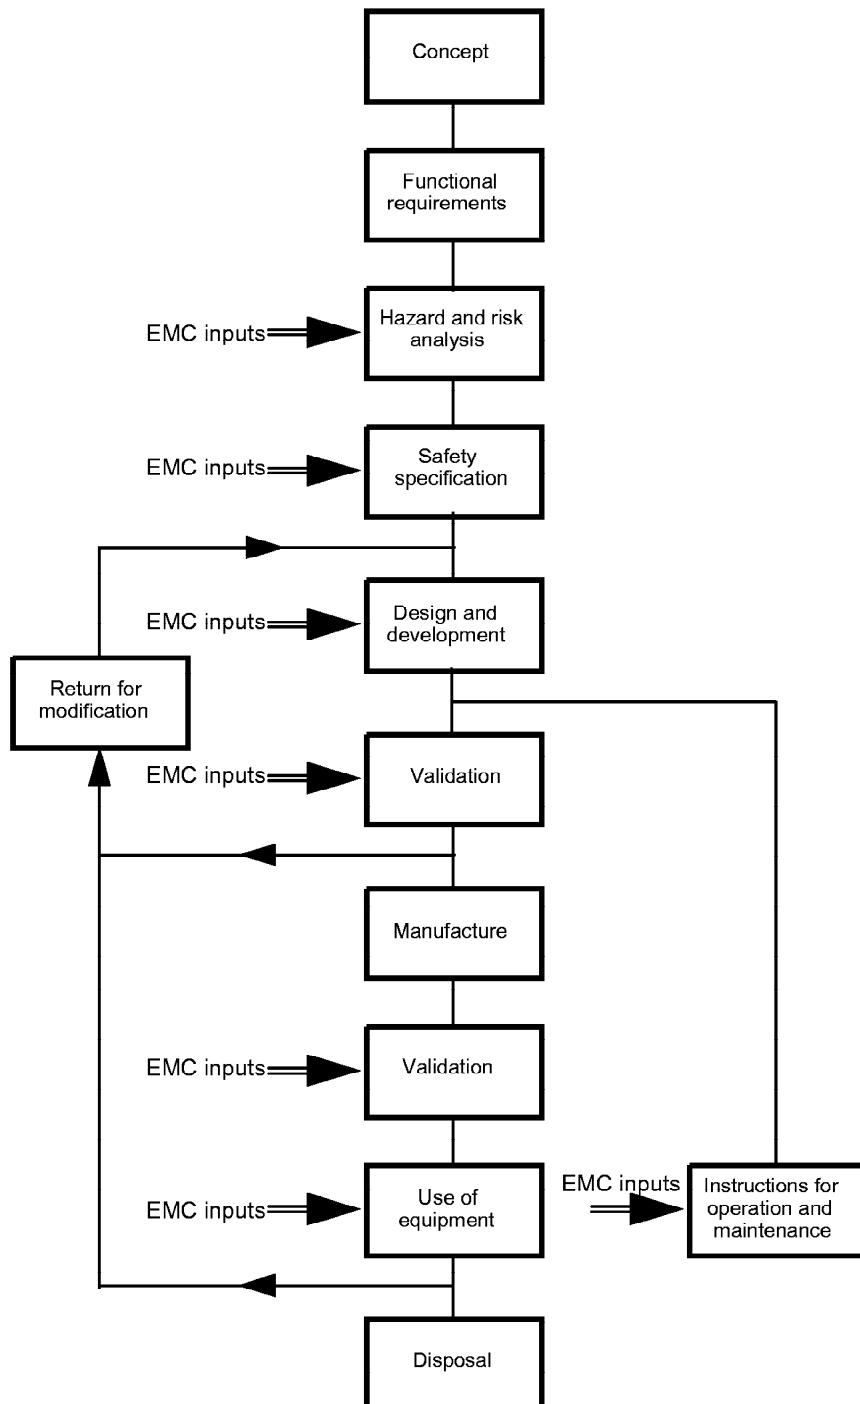 Concept
Functional
requirements
EMC inputs
Hazard and risk
analysis
EMC inputs
Safety
specification
EMC inputs
Design and
development
Return for
modification
EMC inputs
Validation
Manufacture
EMC inputs
Validation
EMC inputs
Use of
equipment
EMC inputs
Instructions for
operation and
maintenance
Disposal